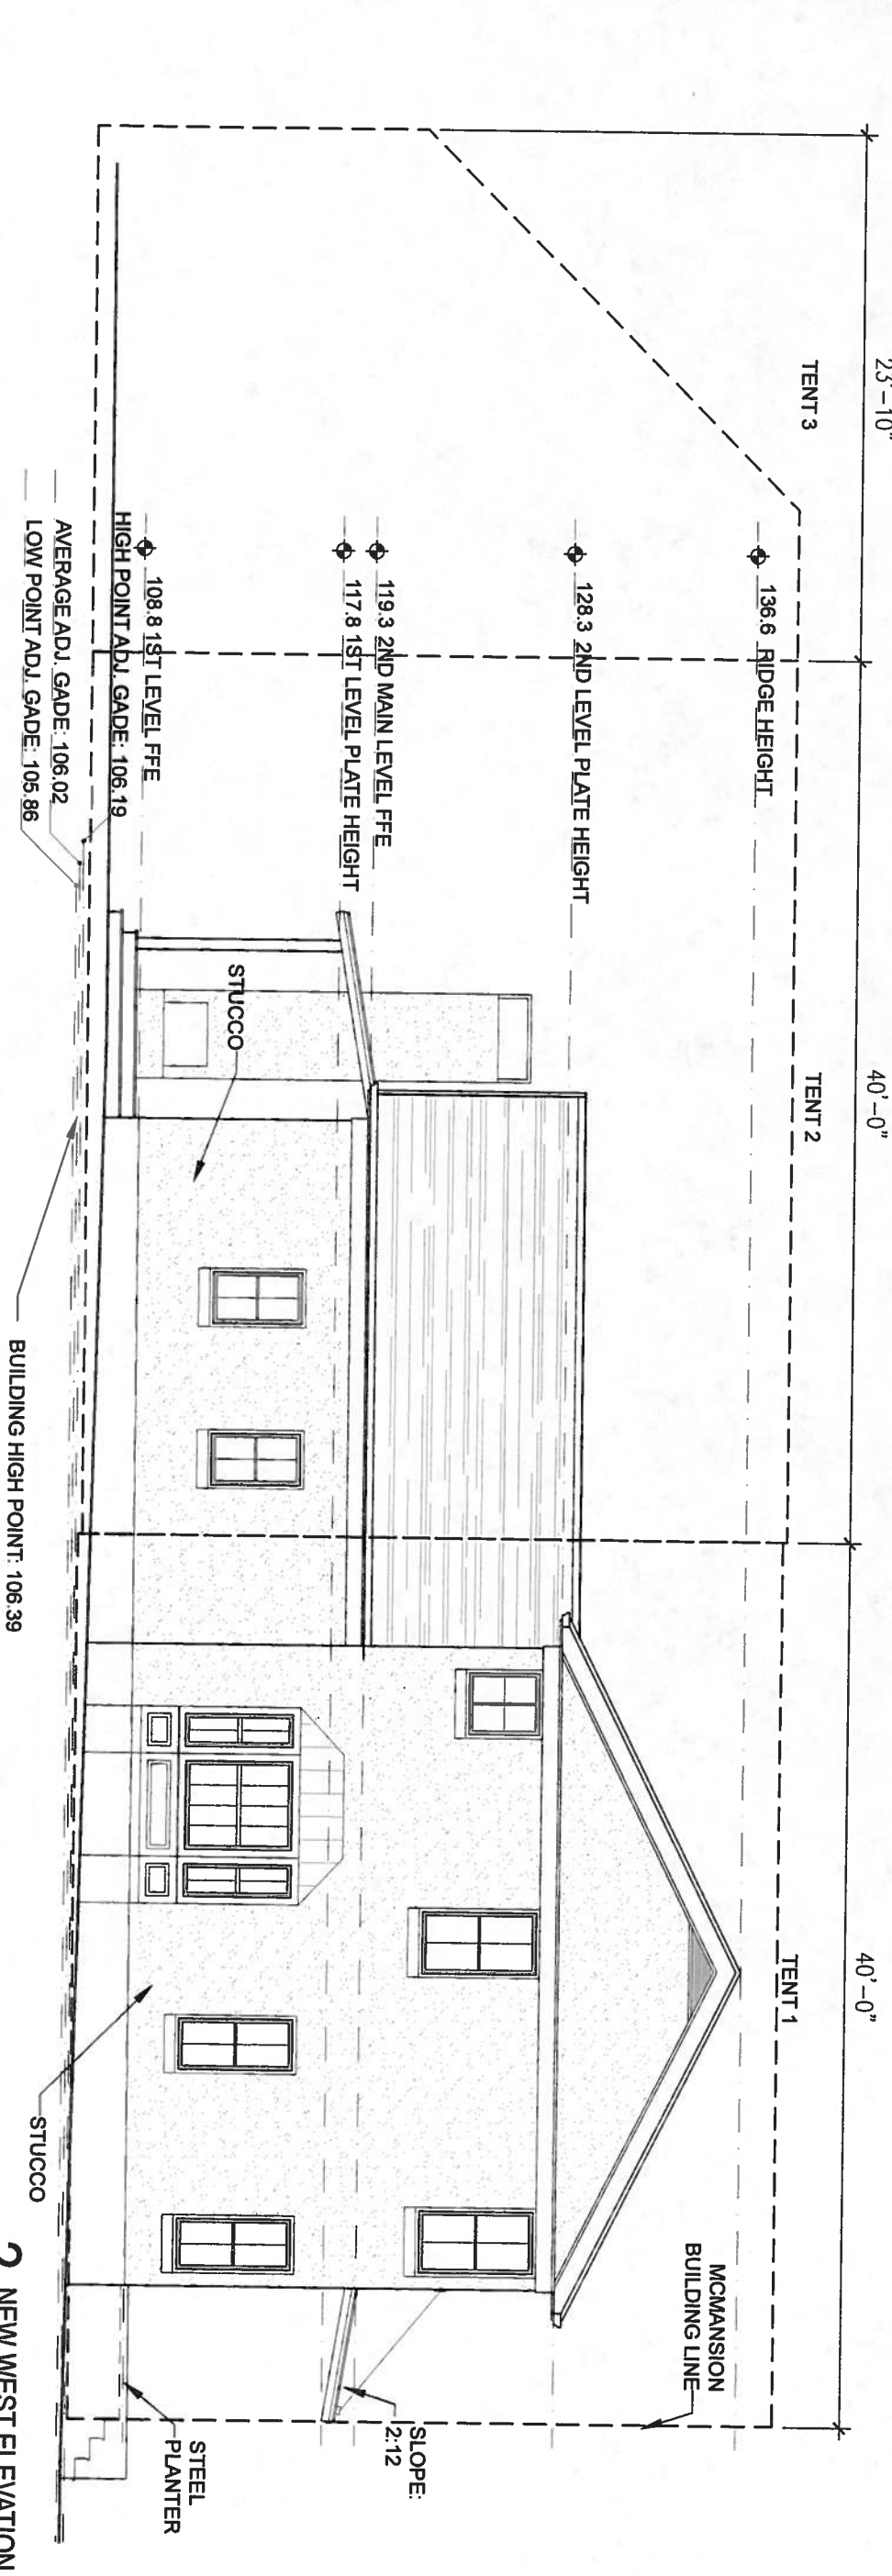 23'-10"
40'-0"
40'-0"
TENT 3
TENT 2
TENT 1
136.6 RIDGE HEIGHT
128.3 2ND LEVEL PLATE HEIGHT
119.3 2ND MAIN LEVEL FFE
117.8 1ST LEVEL PLATE HEIGHT
108.8 1ST LEVEL FFE
HIGH POINT ADJ. GADE: 106.19
AVERAGE ADJ. GADE: 106.02
LOW POINT ADJ. GADE: 105.86
STUCCO
BUILDING HIGH POINT: 106.39
STUCCO
MCMANSION
BUILDING LINE
SLOPE:
2:12
STEEL
PLANTER
2 NEW WEST ELEVATION